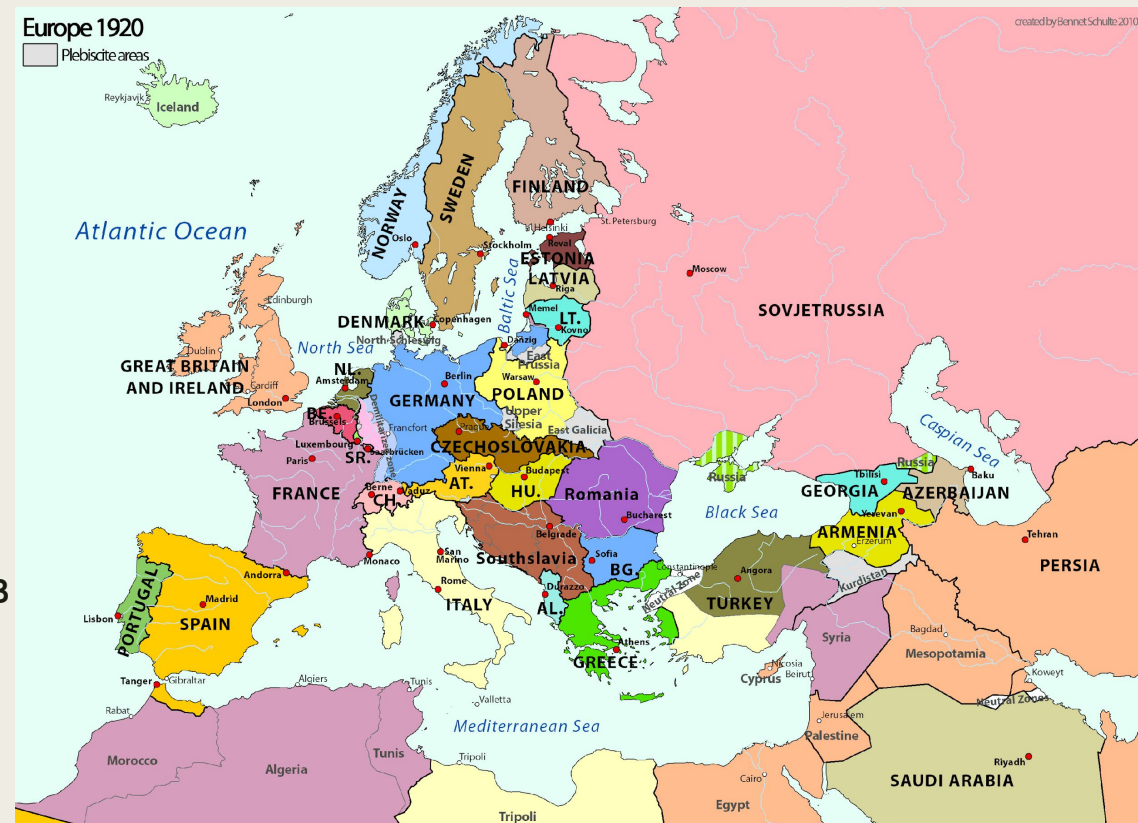 Europe 1920
Plebiscite areas
created by Bennet Schulte 2010
Reykjavik
Iceland
Atlantic Ocean
NORWAY
SWEDEN
FINLAND
Oslo
Stockholm
Helsinki
St. Petersburg
Reval
ESTONIA
LATVIA
Riga
Moscow
SOVJETRUSSIA
Baltic Sea
Memel
LT.
Kovno
Edinburgh
Dublin
GREAT BRITAIN
AND IRELAND
Cardiff
London
North Sea
DENMARK
Copenhagen
North-Schleswig
Danzig
East
Prussia
NL.
Amsterdam
Berlin
GERMANY
Warsaw
POLAND
BE.
Brussels
Demilitarized zone
Francfort
Upper
Silesia
East Galicia
Prague
CZECHOSLOVAKIA
Luxembourg
Saarbrücken
SR.
Paris
FRANCE
Vienna
AT.
Budapest
HU.
Romania
Berne
CH.
Vaduz
Bucharest
Belgrade
Southslavia
Russia
Black Sea
Caspian Sea
Russia
Tbilisi
GEORGIA
Baku
AZERBAIJAN
Yerevan
ARMENIA
Erzerum
Tehran
PERSIA
Monaco
San
Marino
Rome
ITALY
Sofia
BG.
Durazzo
AL.
Constantinople
Neutral Zone
Angora
TURKEY
Kurdistan
Andorra
Madrid
SPAIN
PORTUGAL
Lisbon
Athens
GREECE
Syria
Bagdad
Mesopotamia
Nicosia
Cyprus
Beirut
Koweyt
Neutral Zones
Tanger
Gibraltar
Algiers
Tunis
Valletta
Mediterranean Sea
Rabat
Morocco
Algeria
Tunis
Tripoli
Tripoli
Jerusalem
Palestine
Cairo
Egypt
Riyadh
SAUDI ARABIA
3